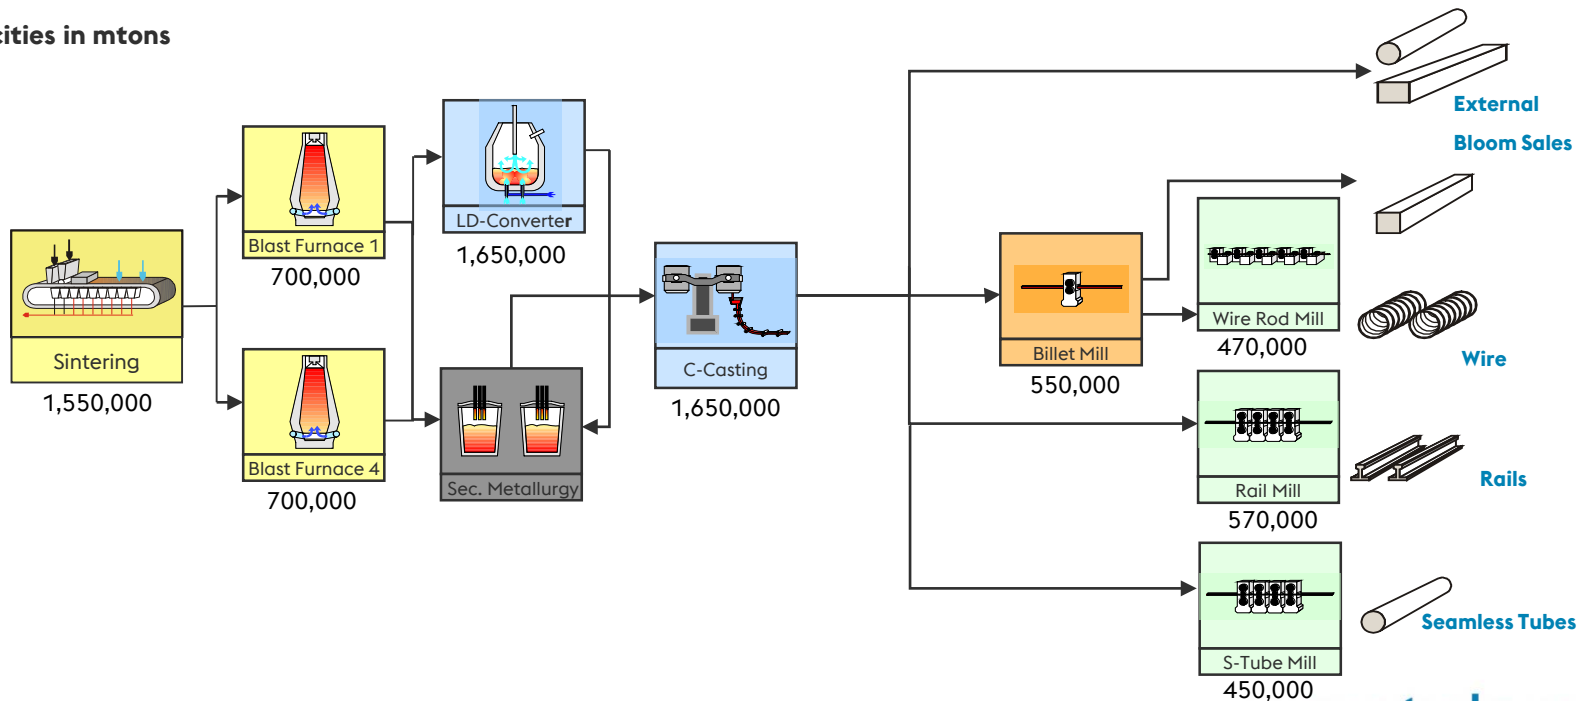 cities in mtons
External
Bloom Sales
LD-Converter
1,650,000
Blast Furnace 1
700,000
Sintering
1,550,000
Blast Furnace 4
700,000
Sec. Metallurgy
C-Casting
1,650,000
Billet Mill
550,000
Wire Rod Mill
470,000
Wire
Rail Mill
570,000
Rails
S-Tube Mill
450,000
Seamless Tubes